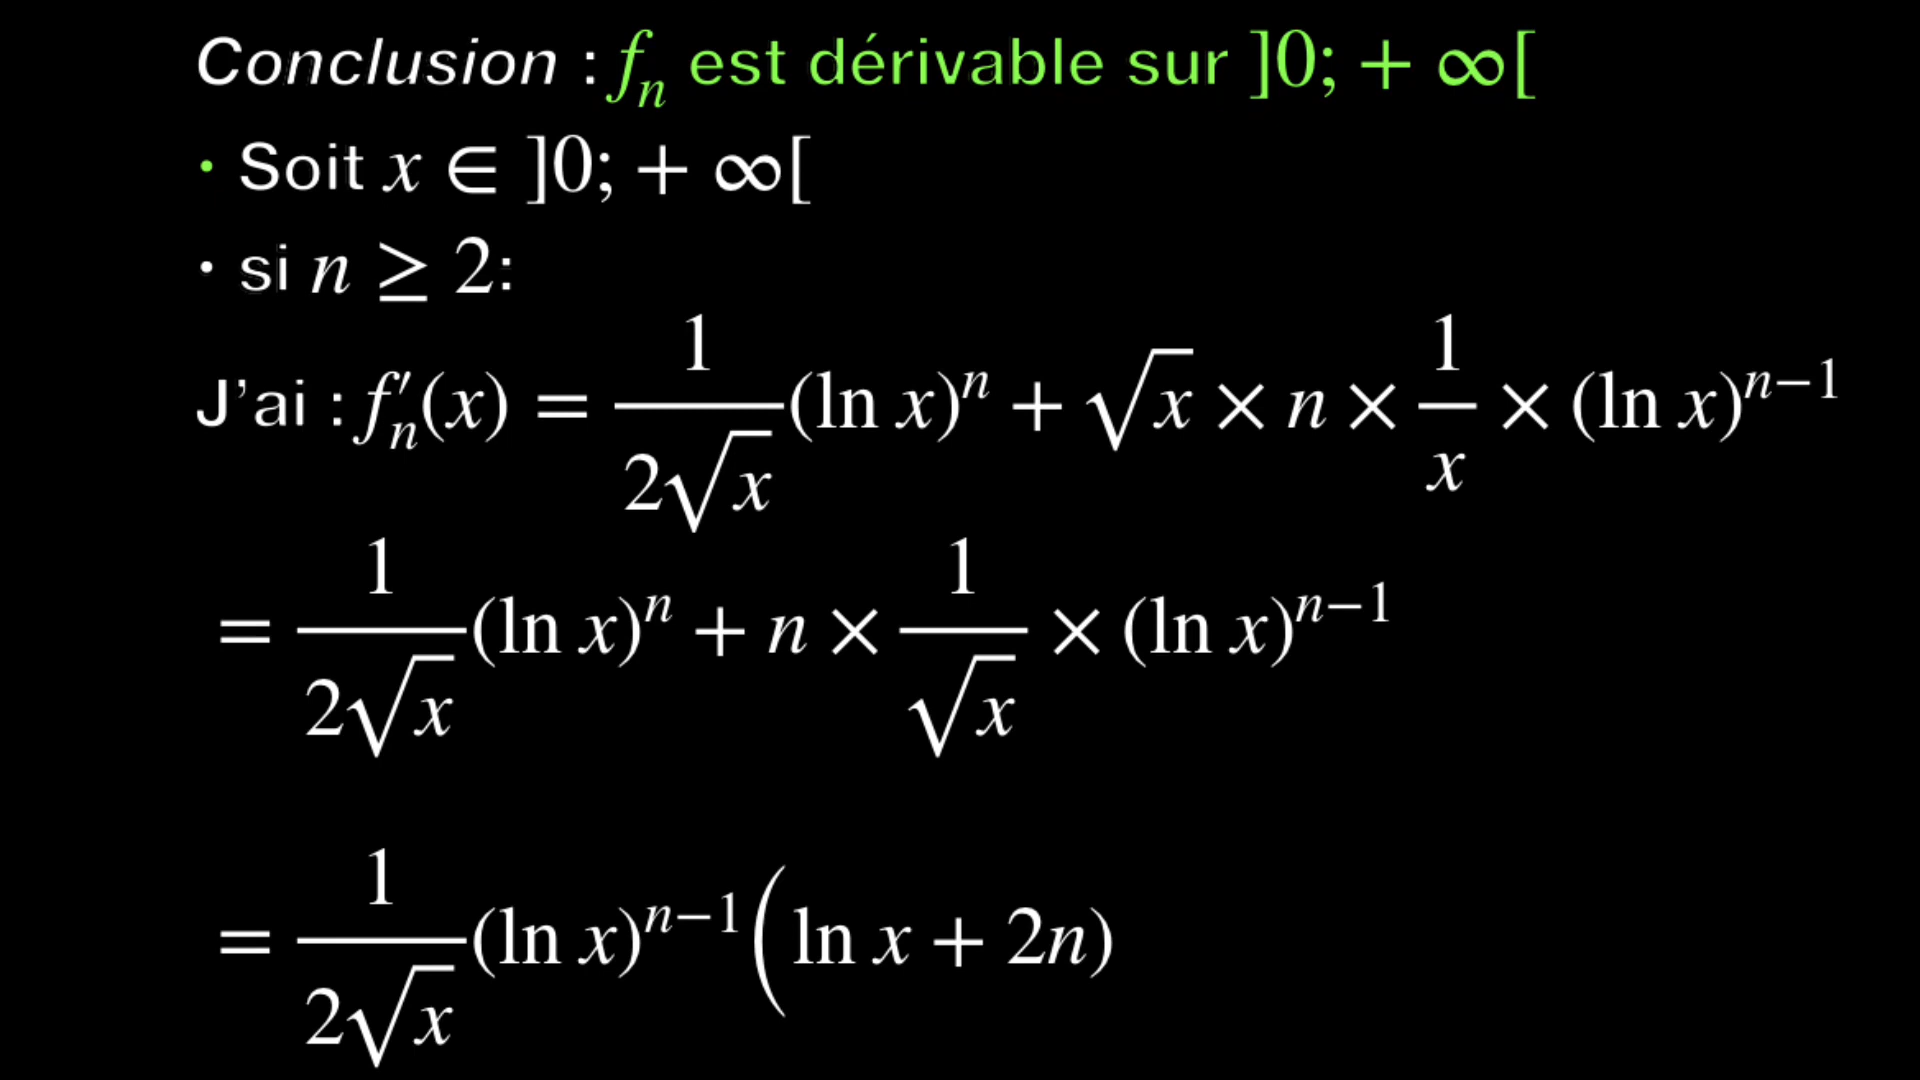 Conclusion : fₙ est dérivable sur ]0; + ∞[
• Soit x ∈ ]0; + ∞[
• si n ≥ 2:
J’ai : fₙ′(x) = 1/(2√x) (ln x)ⁿ + √x × n × 1/x × (ln x)ⁿ⁻¹
= 1/(2√x) (ln x)ⁿ + n × 1/√x × (ln x)ⁿ⁻¹
= 1/(2√x) (ln x)ⁿ⁻¹ (ln x + 2n)